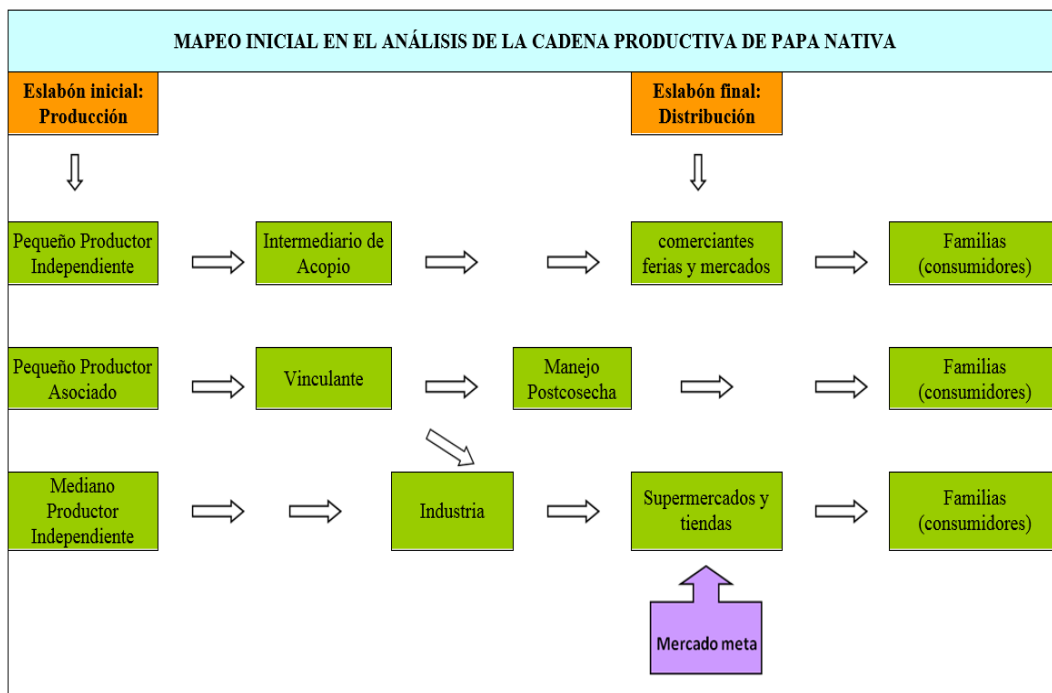 MAPEO INICIAL EN EL ANÁLISIS DE LA CADENA PRODUCTIVA DE PAPA NATIVA
Eslabón inicial:
Producción
Eslabón final:
Distribución
Pequeño Productor
Independiente
Intermediario de
Acopio
comerciantes
ferias y mercados
Familias
(consumidores)
Pequeño Productor
Asociado
Vinculante
Manejo
Postcosecha
Familias
(consumidores)
Mediano
Productor
Independiente
Industria
Supermercados y
tiendas
Familias
(consumidores)
Mercado meta